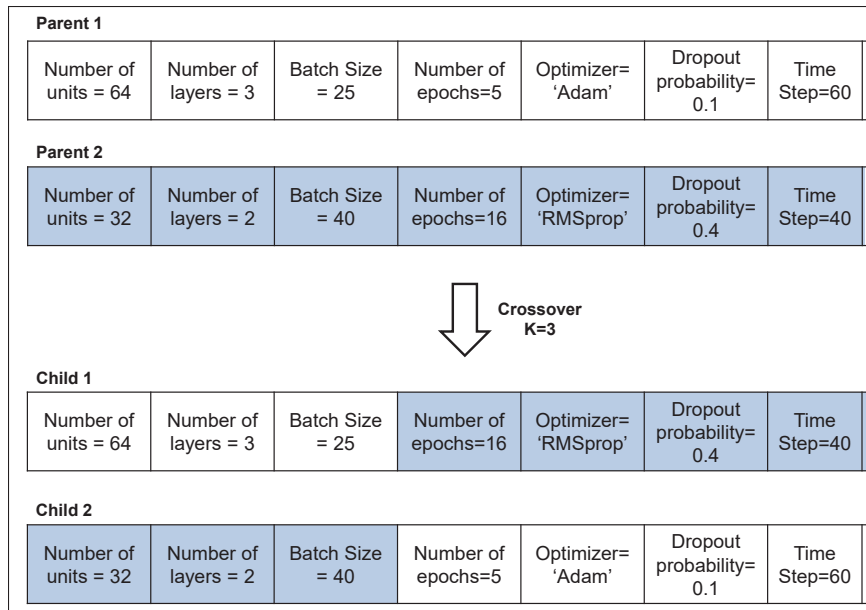 Parent 1
Number of units = 64
Number of layers = 3
Batch Size = 25
Number of epochs=5
Optimizer= ‘Adam’
Dropout probability= 0.1
Time Step=60
Parent 2
Number of units = 32
Number of layers = 2
Batch Size = 40
Number of epochs=16
Optimizer= ‘RMSprop’
Dropout probability= 0.4
Time Step=40
Crossover
K=3
Child 1
Number of units = 64
Number of layers = 3
Batch Size = 25
Number of epochs=16
Optimizer= ‘RMSprop’
Dropout probability= 0.4
Time Step=40
Child 2
Number of units = 32
Number of layers = 2
Batch Size = 40
Number of epochs=5
Optimizer= ‘Adam’
Dropout probability= 0.1
Time Step=60